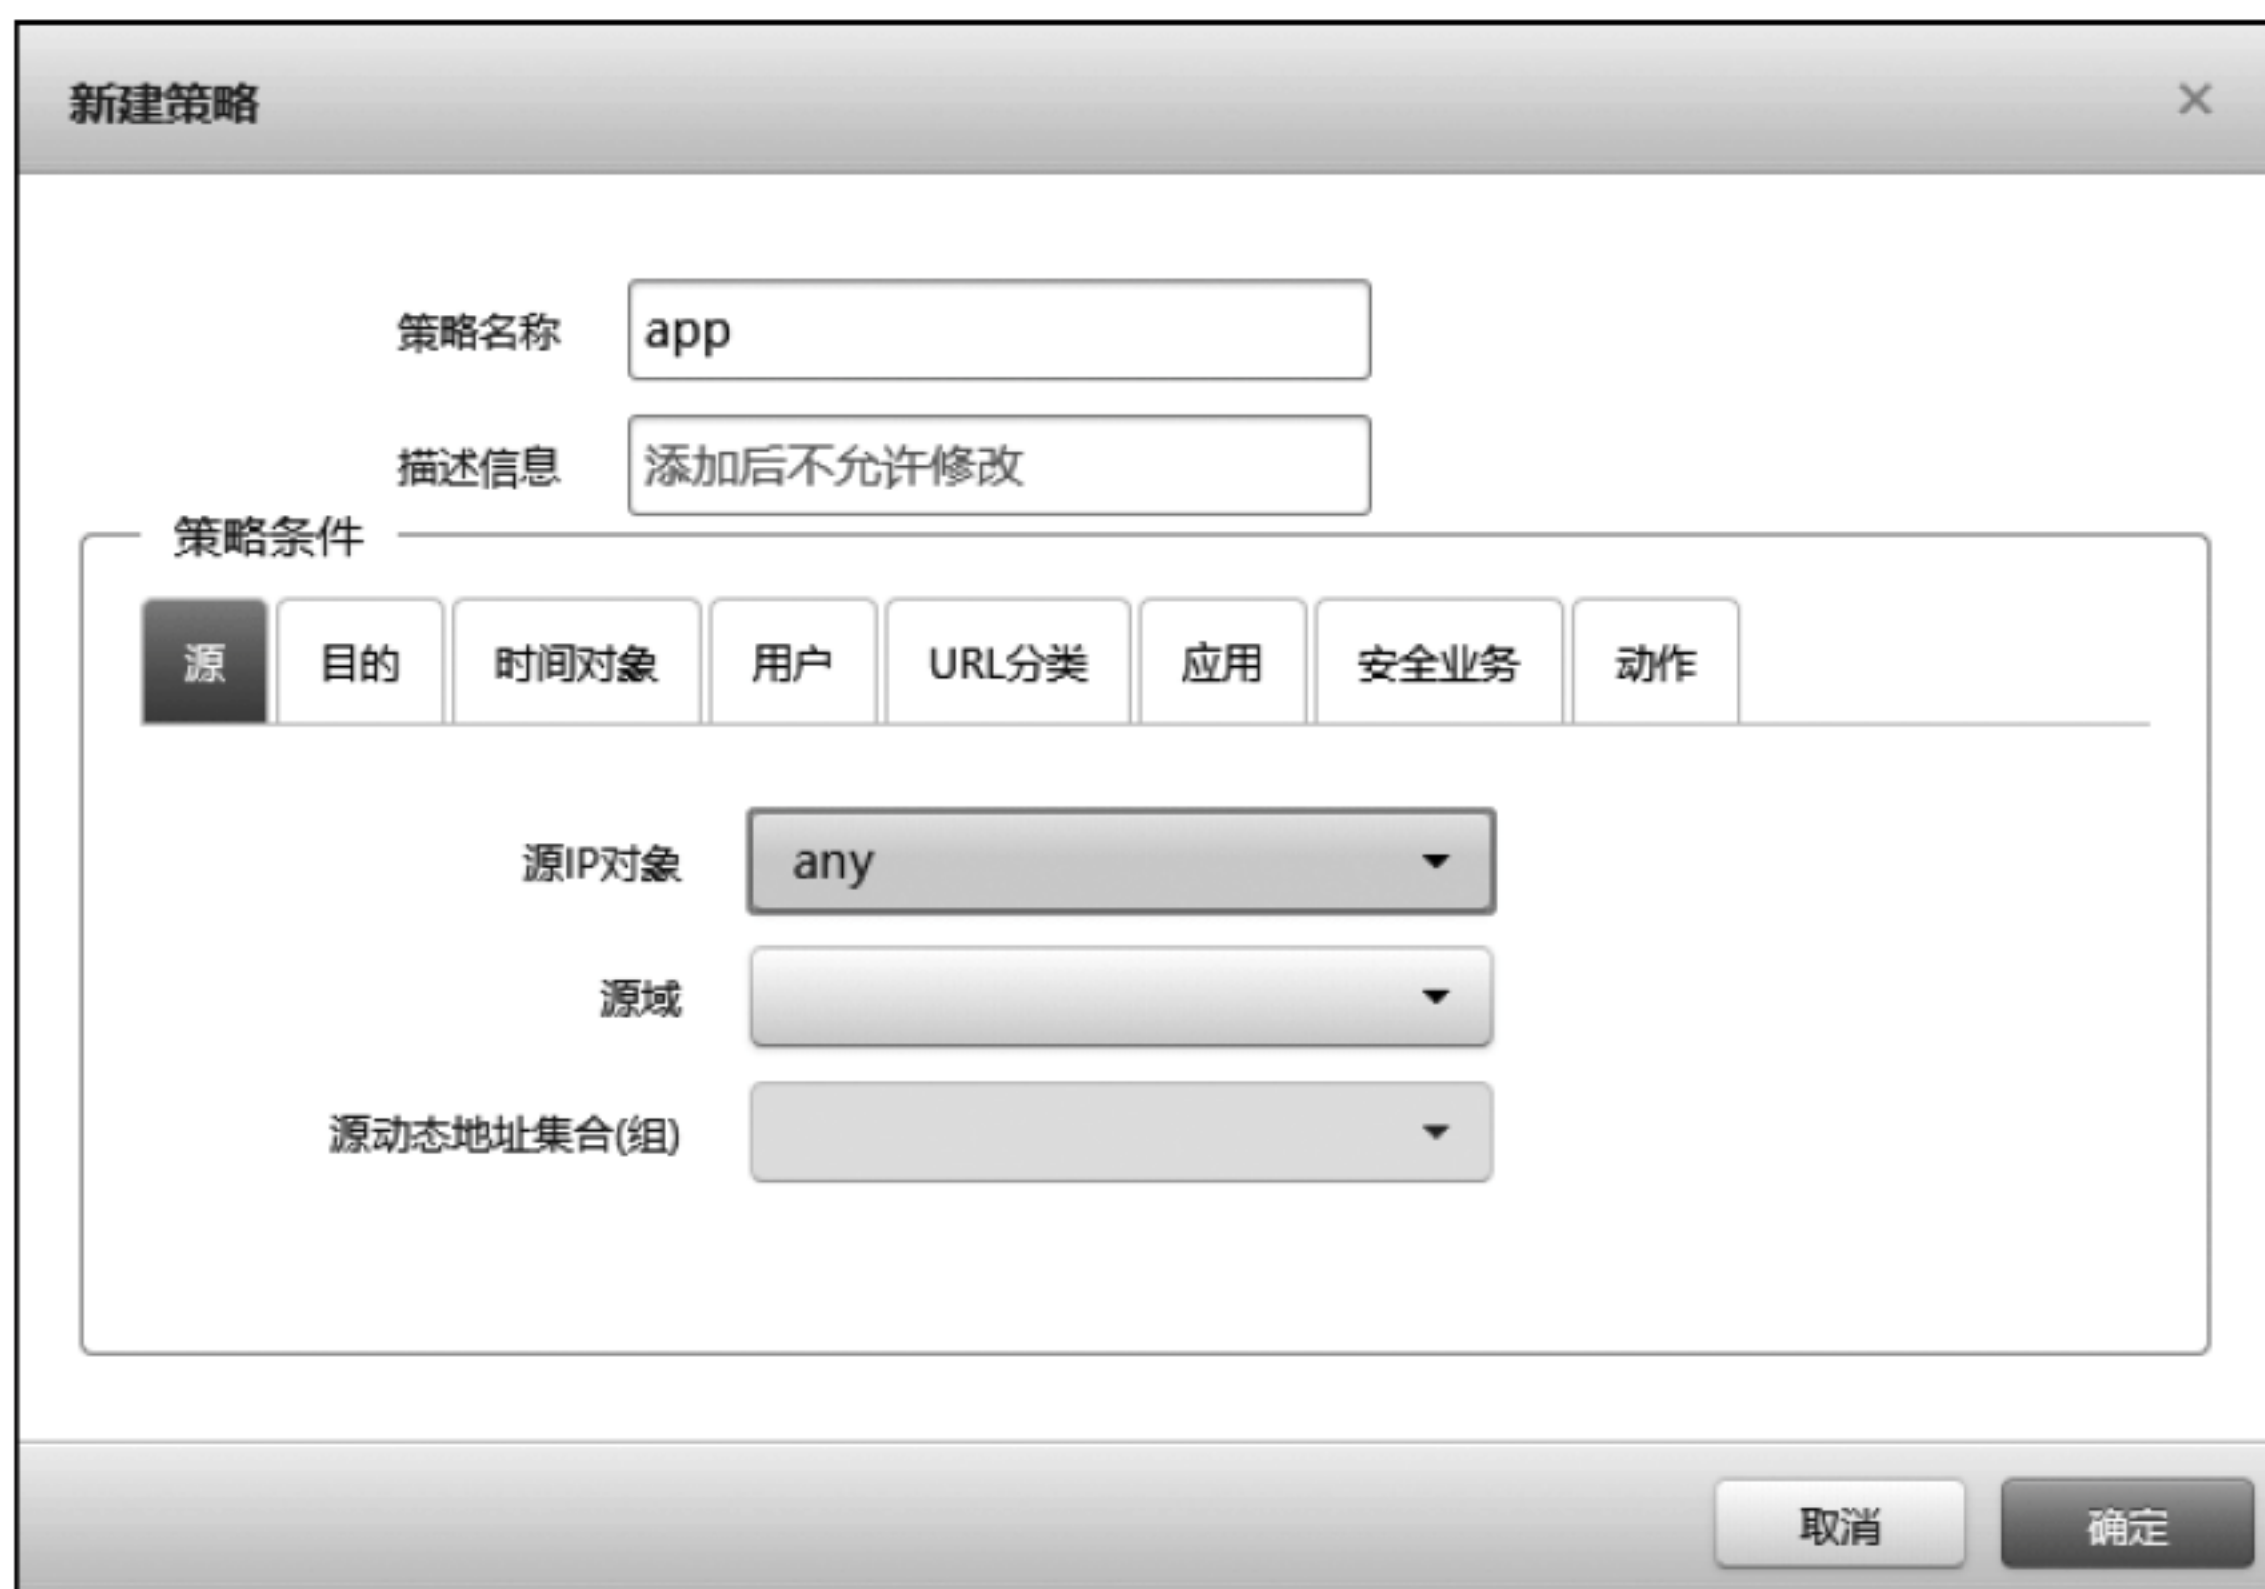 新建策略 ×
策略名称 app
描述信息 添加后不允许修改
策略条件
源 目的 时间对象 用户 URL分类 应用 安全业务 动作
源IP对象 any
源域
源动态地址集合(组)
取消 确定